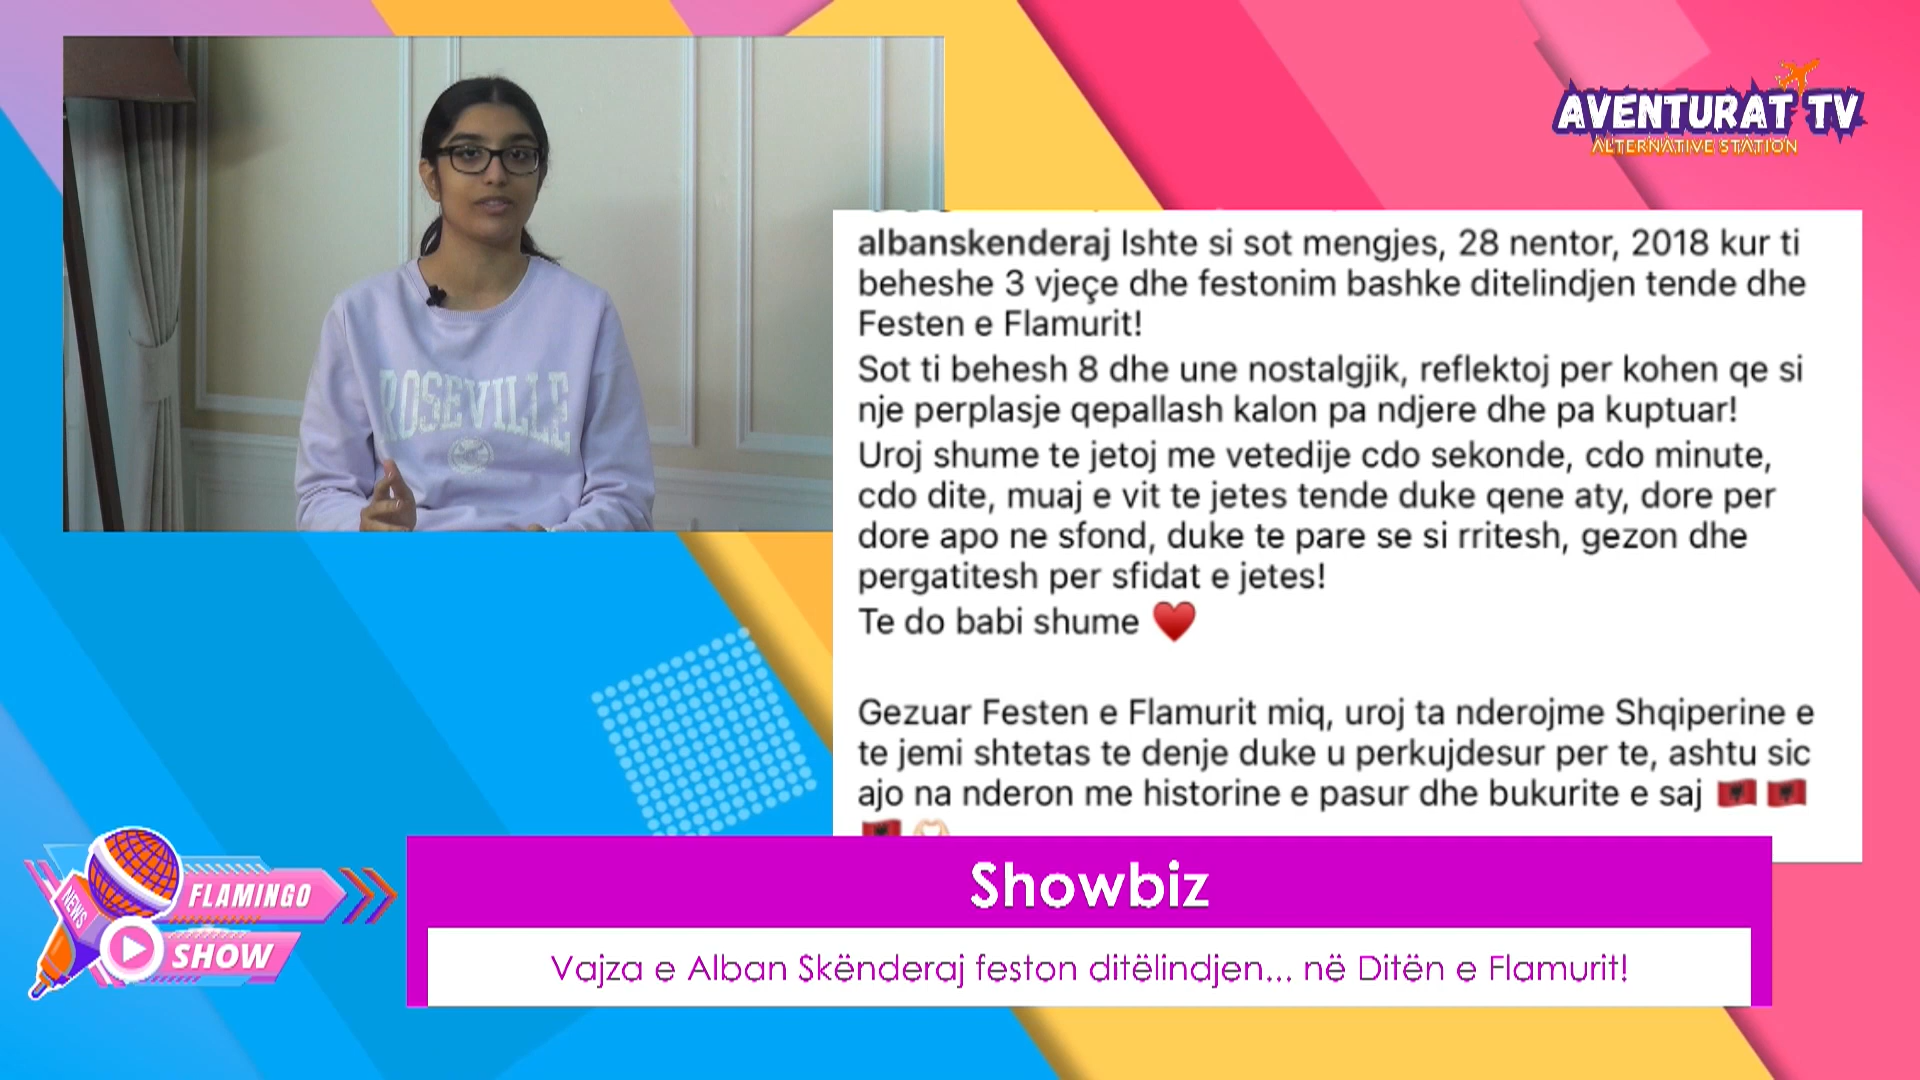 AVENTURAT TV
ALTERNATIVE STATION
ROSEVILLE
albanskenderaj Ishte si sot mengjes, 28 nentor, 2018 kur ti
beheshe 3 vjeçe dhe festonim bashke ditelindjen tende dhe
Festen e Flamurit!
Sot ti behesh 8 dhe une nostalgjik, reflektoj per kohen qe si
nje perplasje qepallash kalon pa ndjere dhe pa kuptuar!
Uroj shume te jetoj me vetedije cdo sekonde, cdo minute,
cdo dite, muaj e vit te jetes tende duke qene aty, dore per
dore apo ne sfond, duke te pare se si rritesh, gezon dhe
pergatitesh per sfidat e jetes!
Te do babi shume ❤️
Gezuar Festen e Flamurit miq, uroj ta nderojme Shqiperine e
te jemi shtetas te denje duke u perkujdesur per te, ashtu sic
ajo na nderon me historine e pasur dhe bukurite e saj 🇦🇱 🇦🇱
🇦🇱 🫶🏻
NEWS
FLAMINGO
SHOW
Showbiz
Vajza e Alban Skënderaj feston ditëlindjen... në Ditën e Flamurit!